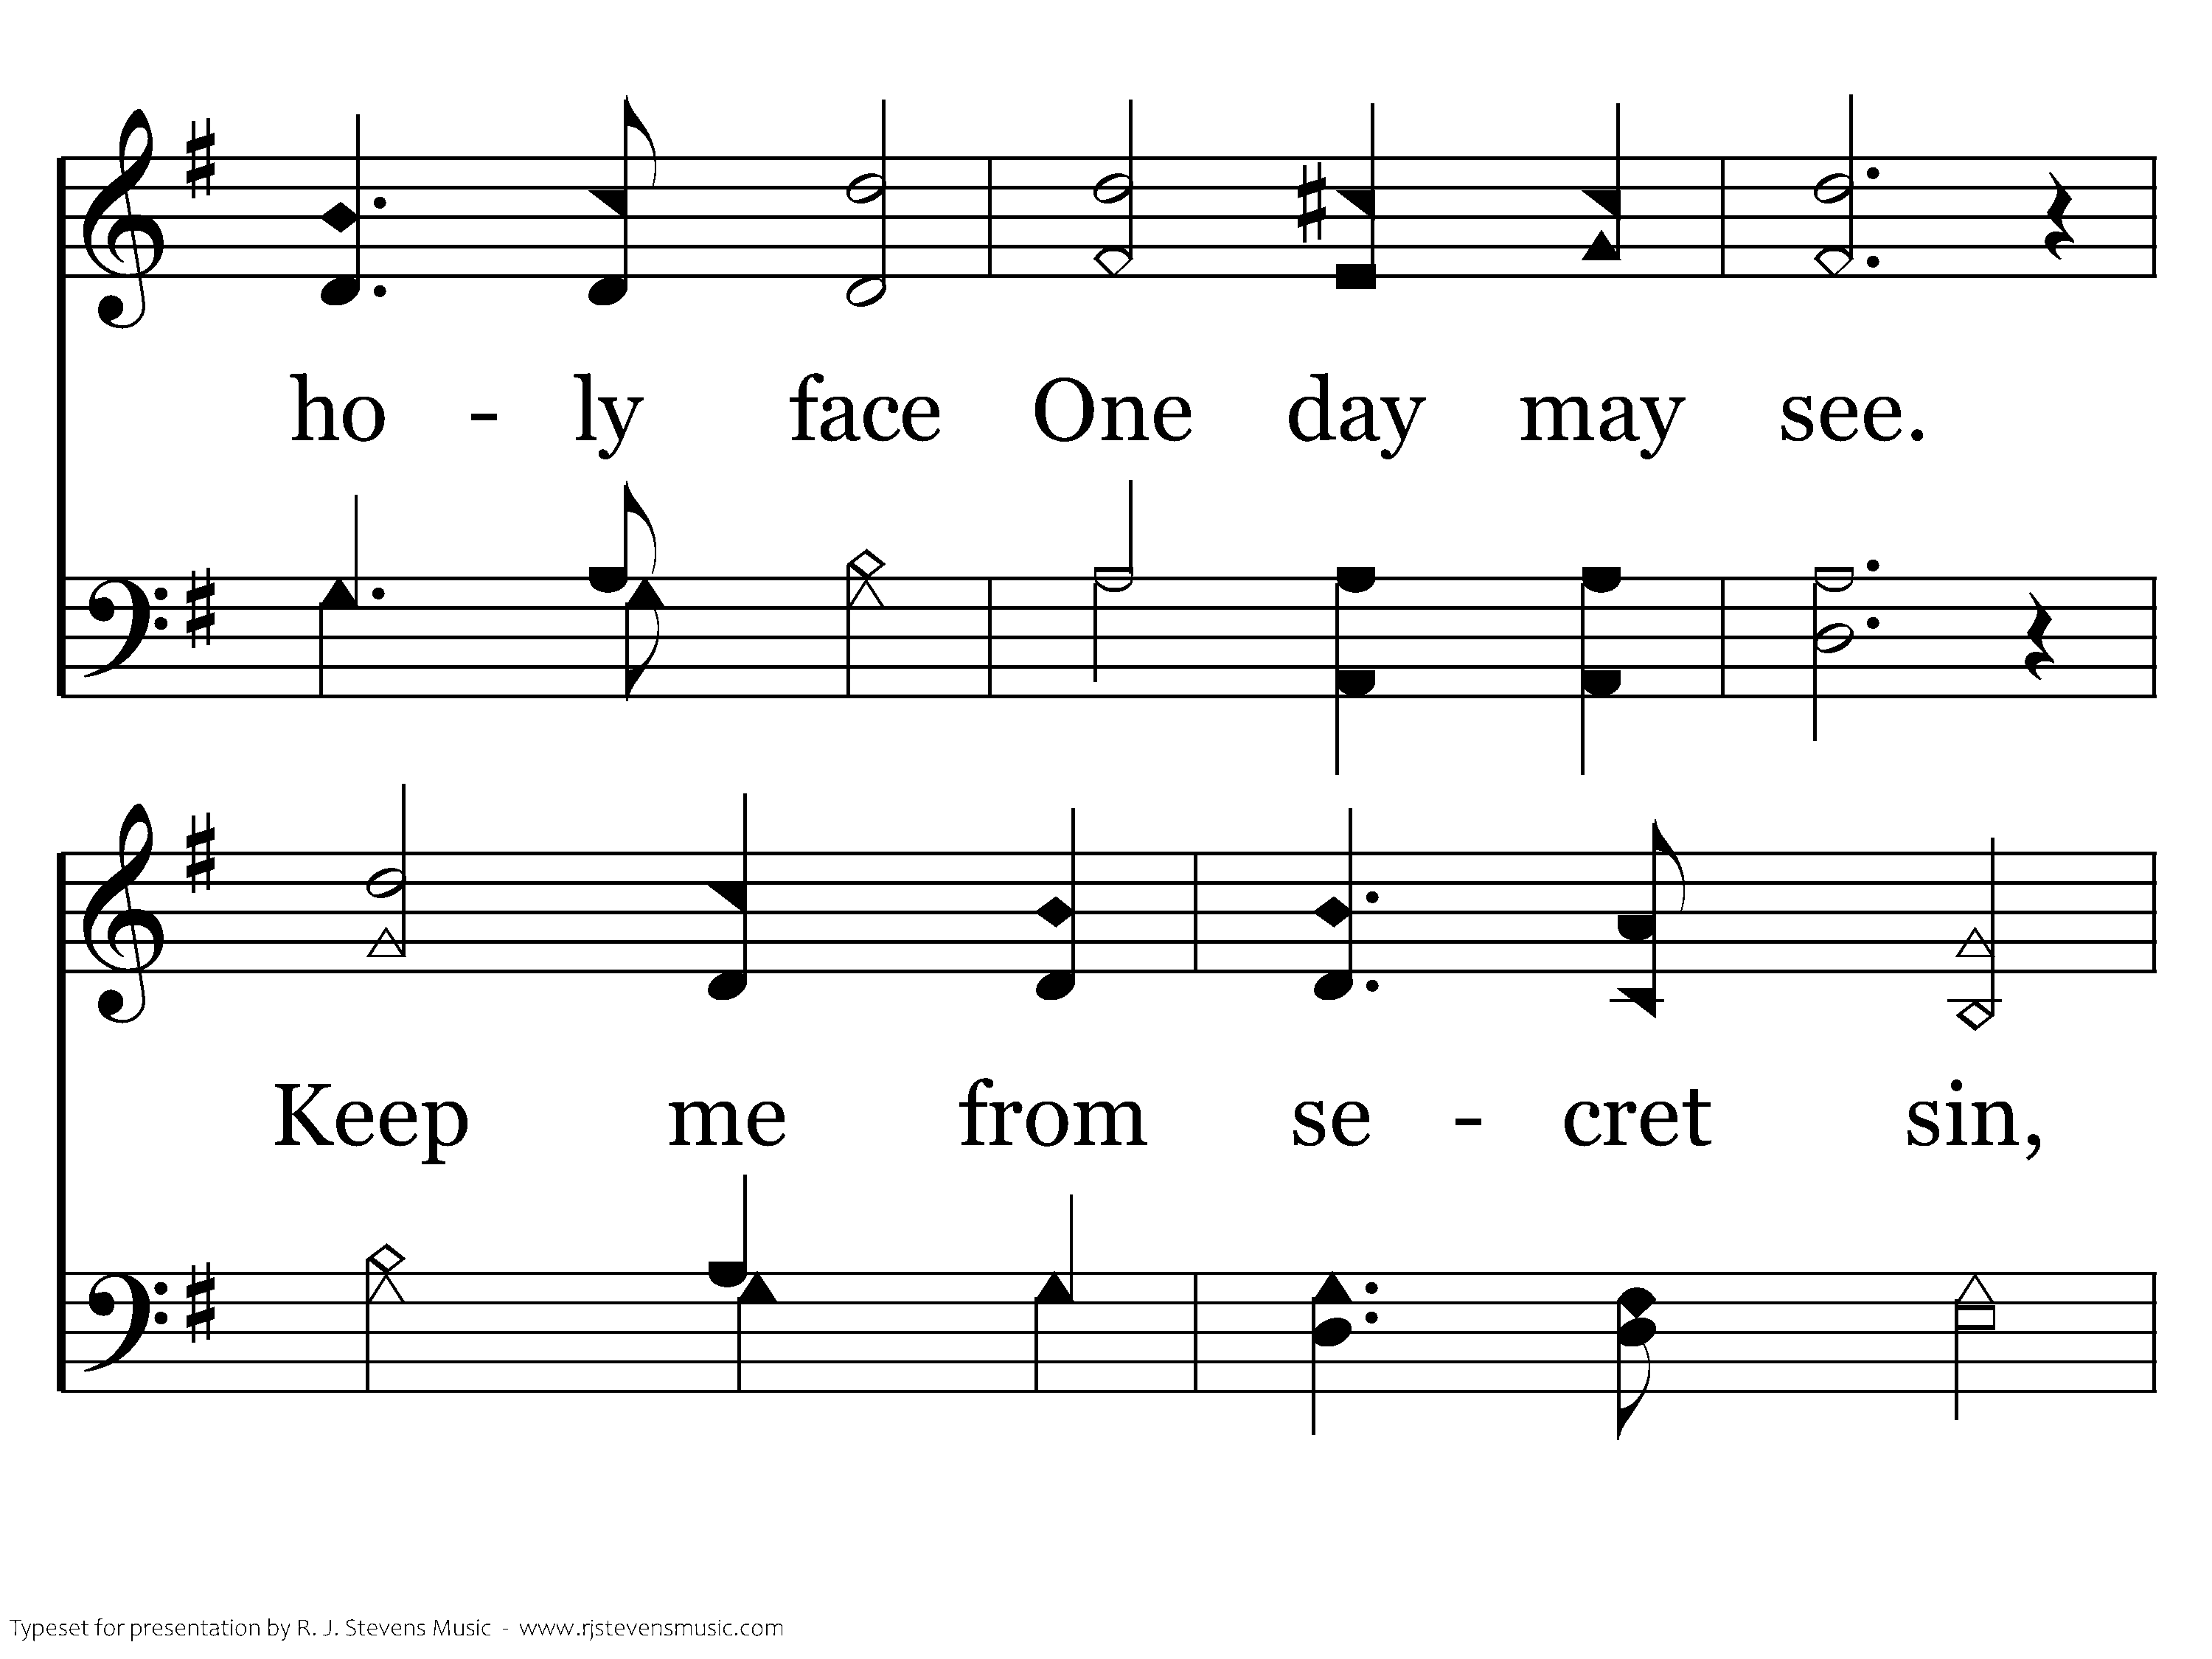 ho - ly face One day may see.
Keep me from se - cret sin,
Typeset for presentation by R. J. Stevens Music - www.rjstevensmusic.com